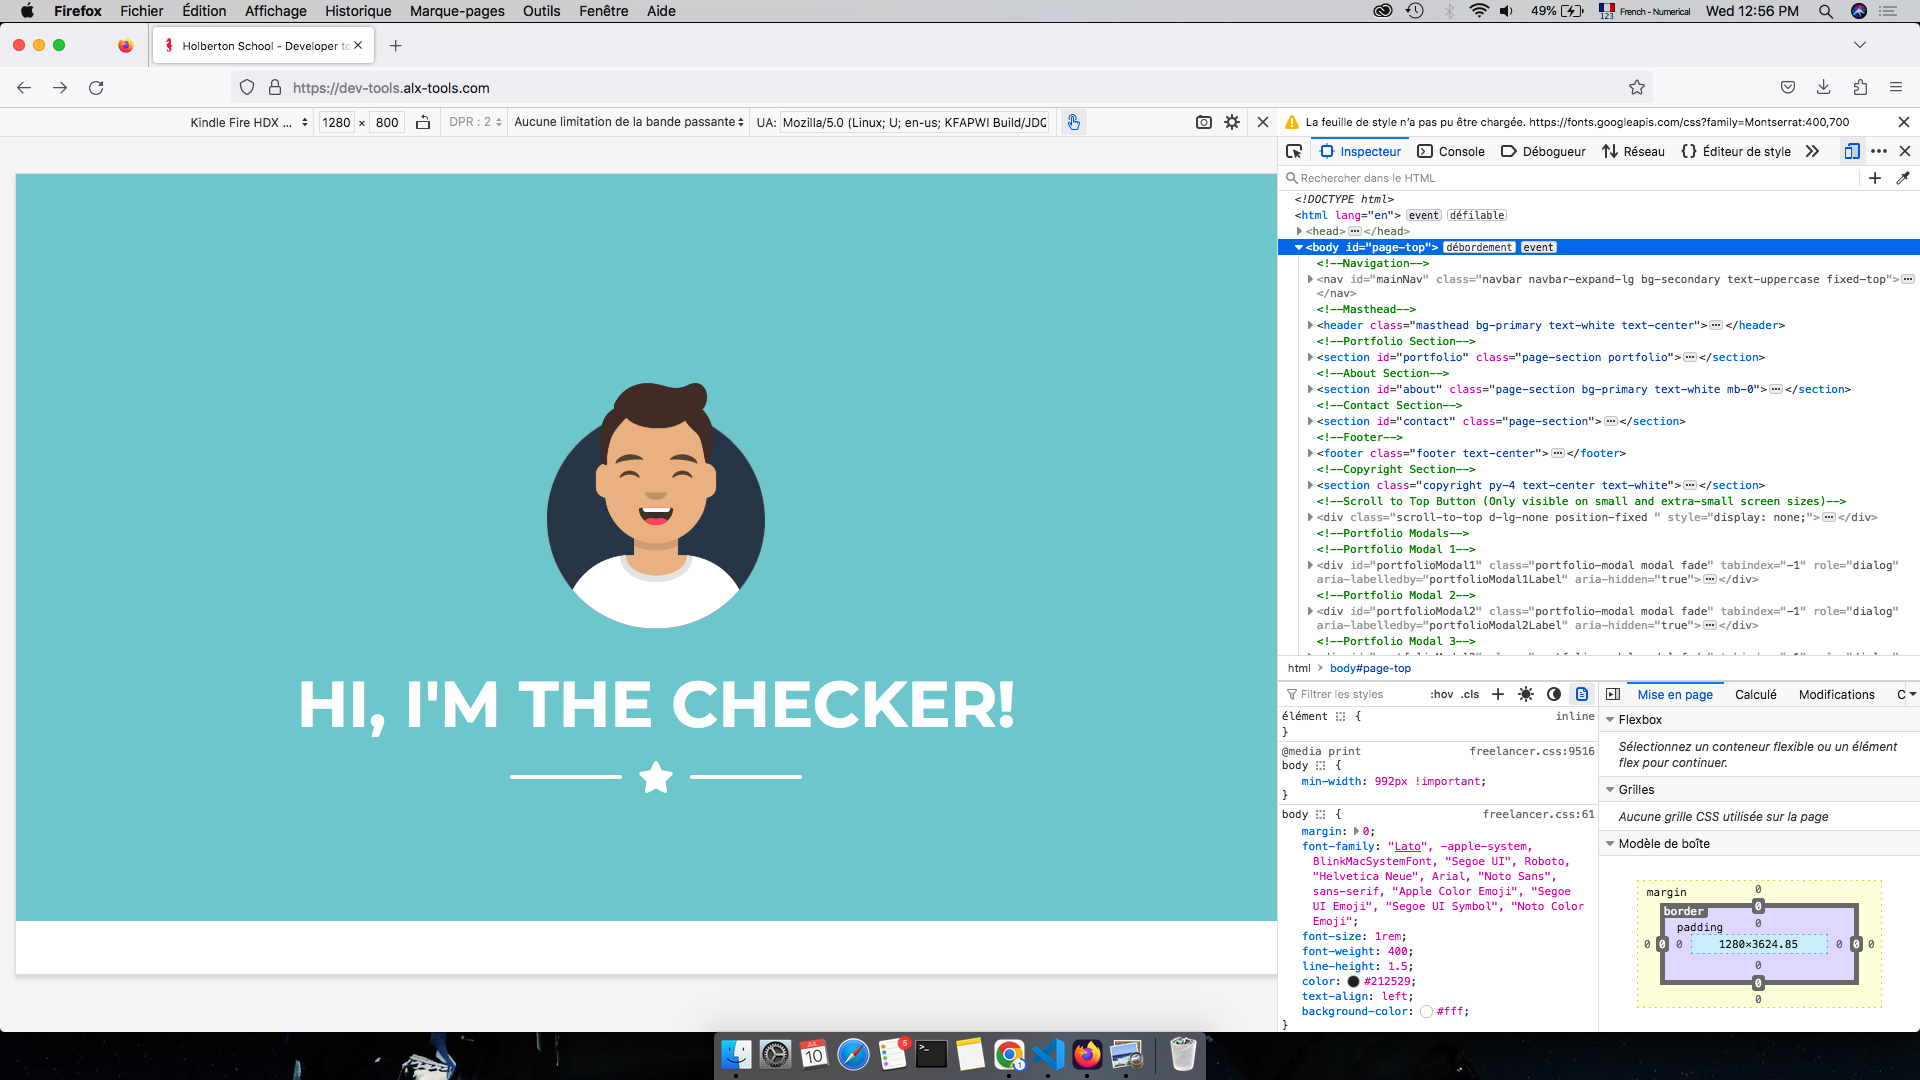 Firefox Fichier Édition Affichage Historique Marque-pages Outils Fenêtre Aide 49% 123 French - Numerical Wed 12:56 PM
Holberton School - Developer to
https://dev-tools.alx-tools.com
Kindle Fire HDX ... 1280 × 800 DPR : 2 Aucune limitation de la bande passante UA: Mozilla/5.0 (Linux; U; en-us; KFAPWI Build/JDQ
HI, I'M THE CHECKER!
La feuille de style n'a pas pu être chargée. https://fonts.googleapis.com/css?family=Montserrat:400,700
Inspecteur Console Débogueur Réseau Éditeur de style
Rechercher dans le HTML
<!DOCTYPE html>
<html lang="en"> event défilable
<head> ··· </head>
<body id="page-top"> débordement event
<!--Navigation-->
<nav id="mainNav" class="navbar navbar-expand-lg bg-secondary text-uppercase fixed-top"> ···
</nav>
<!--Masthead-->
<header class="masthead bg-primary text-white text-center"> ··· </header>
<!--Portfolio Section-->
<section id="portfolio" class="page-section portfolio"> ··· </section>
<!--About Section-->
<section id="about" class="page-section bg-primary text-white mb-0"> ··· </section>
<!--Contact Section-->
<section id="contact" class="page-section"> ··· </section>
<!--Footer-->
<footer class="footer text-center"> ··· </footer>
<!--Copyright Section-->
<section class="copyright py-4 text-center text-white"> ··· </section>
<!--Scroll to Top Button (Only visible on small and extra-small screen sizes)-->
<div class="scroll-to-top d-lg-none position-fixed " style="display: none;"> ··· </div>
<!--Portfolio Modals-->
<!--Portfolio Modal 1-->
<div id="portfolioModal1" class="portfolio-modal modal fade" tabindex="-1" role="dialog"
aria-labelledby="portfolioModal1Label" aria-hidden="true"> ··· </div>
<!--Portfolio Modal 2-->
<div id="portfolioModal2" class="portfolio-modal modal fade" tabindex="-1" role="dialog"
aria-labelledby="portfolioModal2Label" aria-hidden="true"> ··· </div>
<!--Portfolio Modal 3-->
html > body#page-top
Filtrer les styles :hov .cls +
élément { inline
}
@media print freelancer.css:9516
body {
min-width: 992px !important;
}
body { freelancer.css:61
margin: 0;
font-family: "Lato", -apple-system,
BlinkMacSystemFont, "Segoe UI", Roboto,
"Helvetica Neue", Arial, "Noto Sans",
sans-serif, "Apple Color Emoji", "Segoe
UI Emoji", "Segoe UI Symbol", "Noto Color
Emoji";
font-size: 1rem;
font-weight: 400;
line-height: 1.5;
color: #212529;
text-align: left;
background-color: #fff;
}
Mise en page Calculé Modifications C
Flexbox
Sélectionnez un conteneur flexible ou un élément
flex pour continuer.
Grilles
Aucune grille CSS utilisée sur la page
Modèle de boîte
margin 0
border 0
padding 0
0 0 0 1280×3624.85 0 0 0
0
0
0
JUL 10 5 1